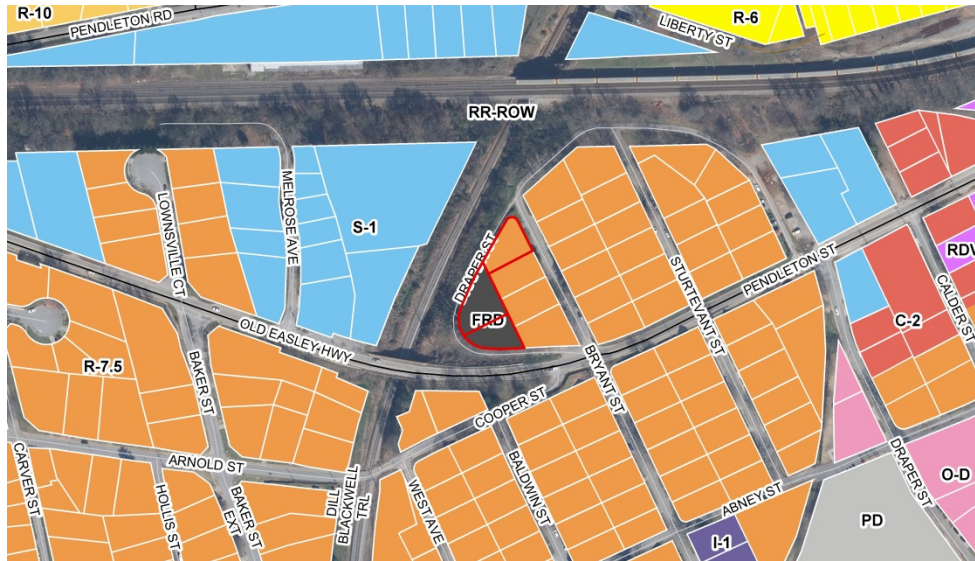 R-10
PENDLETON RD
LIBERTY ST
R-6
RR-ROW
LOWNSVILLE CT
MELROSE AVE
S-1
DRAPER ST
FRD
OLD EASLEY HWY
BRYANT ST
STURTEVANT ST
PENDLETON ST
RDV
CALDER ST
C-2
R-7.5
BAKER ST
COOPER ST
ARNOLD ST
CARVER ST
HOLLIS ST
BAKER ST
EXT
DILL
BLACKWELL
TRL
WEST AVE
BALDWIN ST
ABNEY ST
DRAPER ST
O-D
PD
I-1